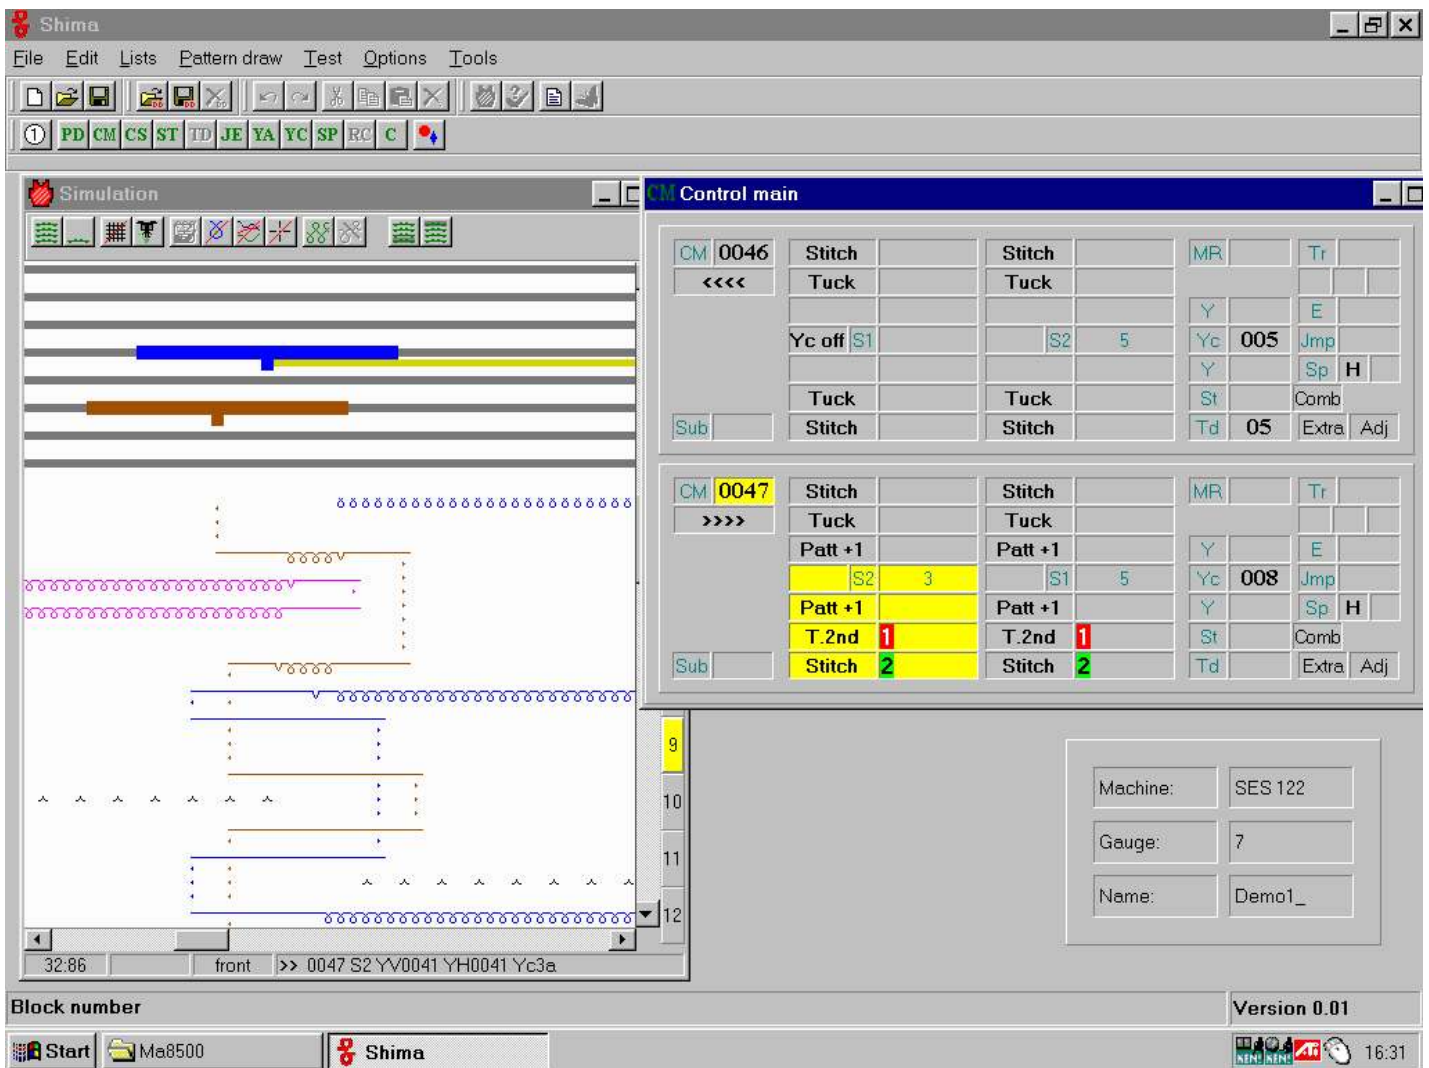 Shima
File Edit Lists Pattern draw Test Options Tools
1 PD CM CS ST TD JE YA YC SP RC C
Simulation
CM Control main
CM 0046 Stitch Stitch MR Tr
<<<< Tuck Tuck
Y E
Yc off S1 S2 5 Yc 005 Jmp
Y Sp H
Tuck Tuck St Comb
Sub Stitch Stitch Td 05 Extra Adj
CM 0047 Stitch Stitch MR Tr
>>>> Tuck Tuck
Patt +1 Patt +1 Y E
S2 3 S1 5 Yc 008 Jmp
Patt +1 Patt +1 Y Sp H
T.2nd 1 T.2nd 1 St Comb
Sub Stitch 2 Stitch 2 Td Extra Adj
9
10
11
12
Machine: SES 122
Gauge: 7
Name: Demo1_
32:86 front >> 0047 S2 YV0041 YH0041 Yc3a
Block number Version 0.01
Start Ma8500 Shima KEN! KEN! ATI 16:31